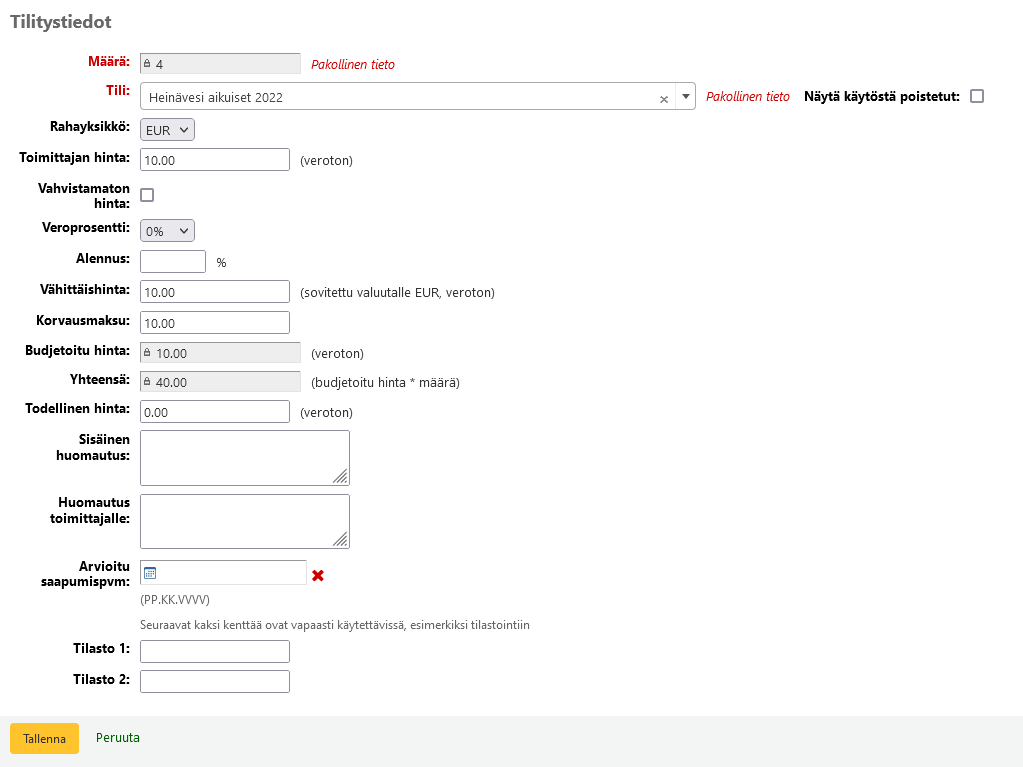 Tilitystiedot
Määrä: 4 Pakollinen tieto
Tili: Heinävesi aikuiset 2022 × Pakollinen tieto Näytä käytöstä poistetut:
Rahayksikkö: EUR
Toimittajan hinta: 10.00 (veroton)
Vahvistamaton
hinta:
Veroprosentti: 0%
Alennus: %
Vähittäishinta: 10.00 (sovitettu valuutalle EUR, veroton)
Korvausmaksu: 10.00
Budjetoitu hinta: 10.00 (veroton)
Yhteensä: 40.00 (budjetoitu hinta * määrä)
Todellinen hinta: 0.00 (veroton)
Sisäinen
huomautus:
Huomautus
toimittajalle:
Arvioitu
saapumispvm:
(PP.KK.VVVV)
Seuraavat kaksi kenttää ovat vapaasti käytettävissä, esimerkiksi tilastointiin
Tilasto 1:
Tilasto 2:
Tallenna Peruuta